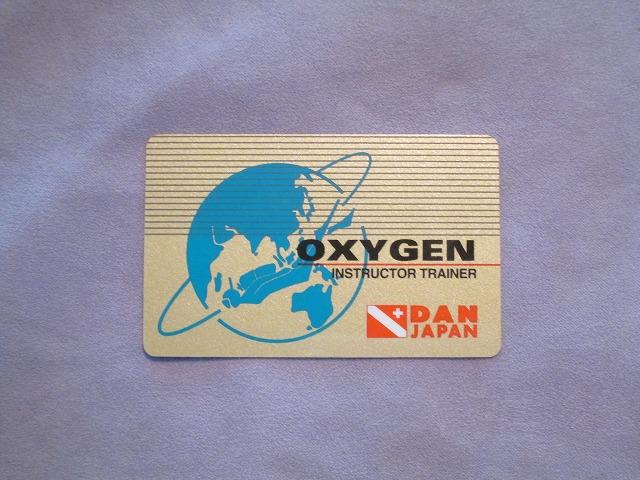 OXYGEN
INSTRUCTOR TRAINER
DAN
JAPAN